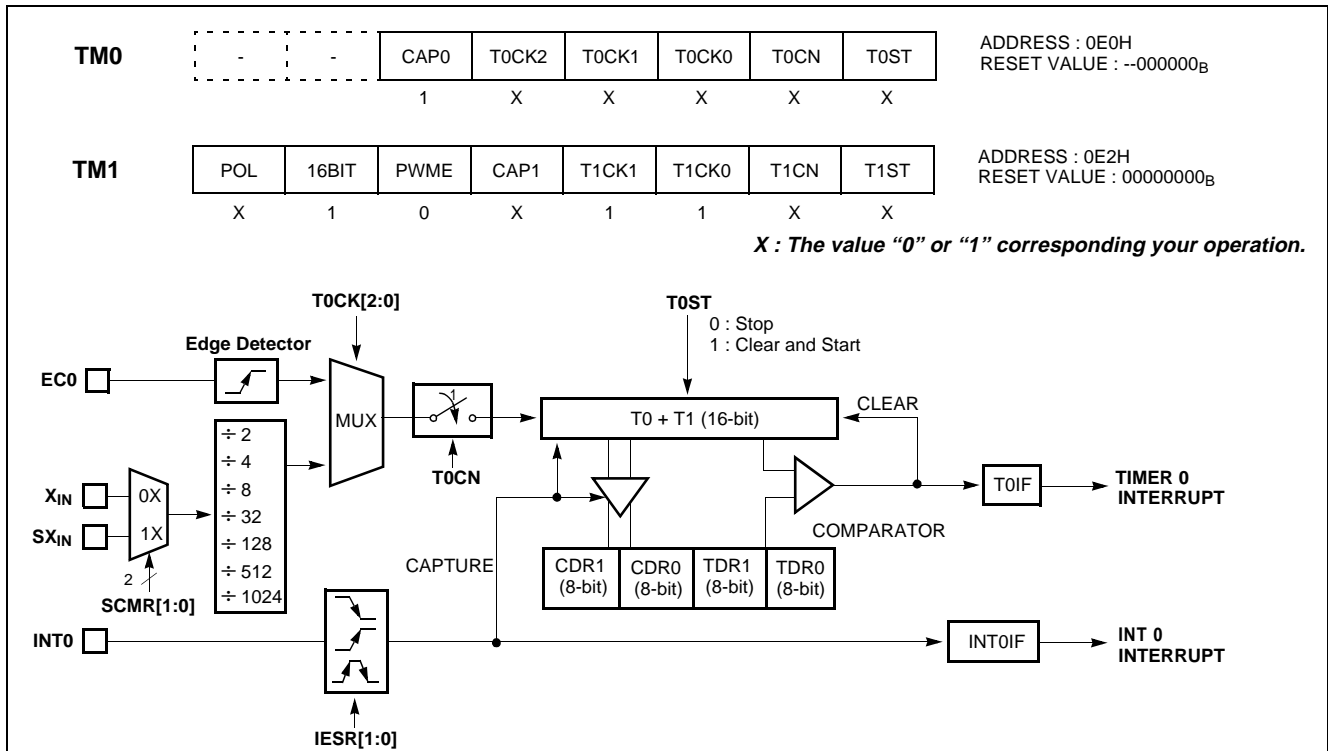 TM0
- - CAP0 T0CK2 T0CK1 T0CK0 T0CN T0ST
ADDRESS : 0E0H
RESET VALUE : --000000B
1 X X X X X
TM1
POL 16BIT PWME CAP1 T1CK1 T1CK0 T1CN T1ST
ADDRESS : 0E2H
RESET VALUE : 00000000B
X 1 0 X 1 1 X X
X : The value “0” or “1” corresponding your operation.
T0CK[2:0]
T0ST
0 : Stop
1 : Clear and Start
Edge Detector
EC0
MUX
1
T0CN
T0 + T1 (16-bit)
CLEAR
÷ 2
÷ 4
÷ 8
÷ 32
÷ 128
÷ 512
÷ 1024
XIN
SXIN
0X
1X
2
SCMR[1:0]
T0IF
TIMER 0
INTERRUPT
COMPARATOR
CAPTURE
CDR1 CDR0 TDR1 TDR0
(8-bit) (8-bit) (8-bit) (8-bit)
INT0
INT0IF
INT 0
INTERRUPT
IESR[1:0]